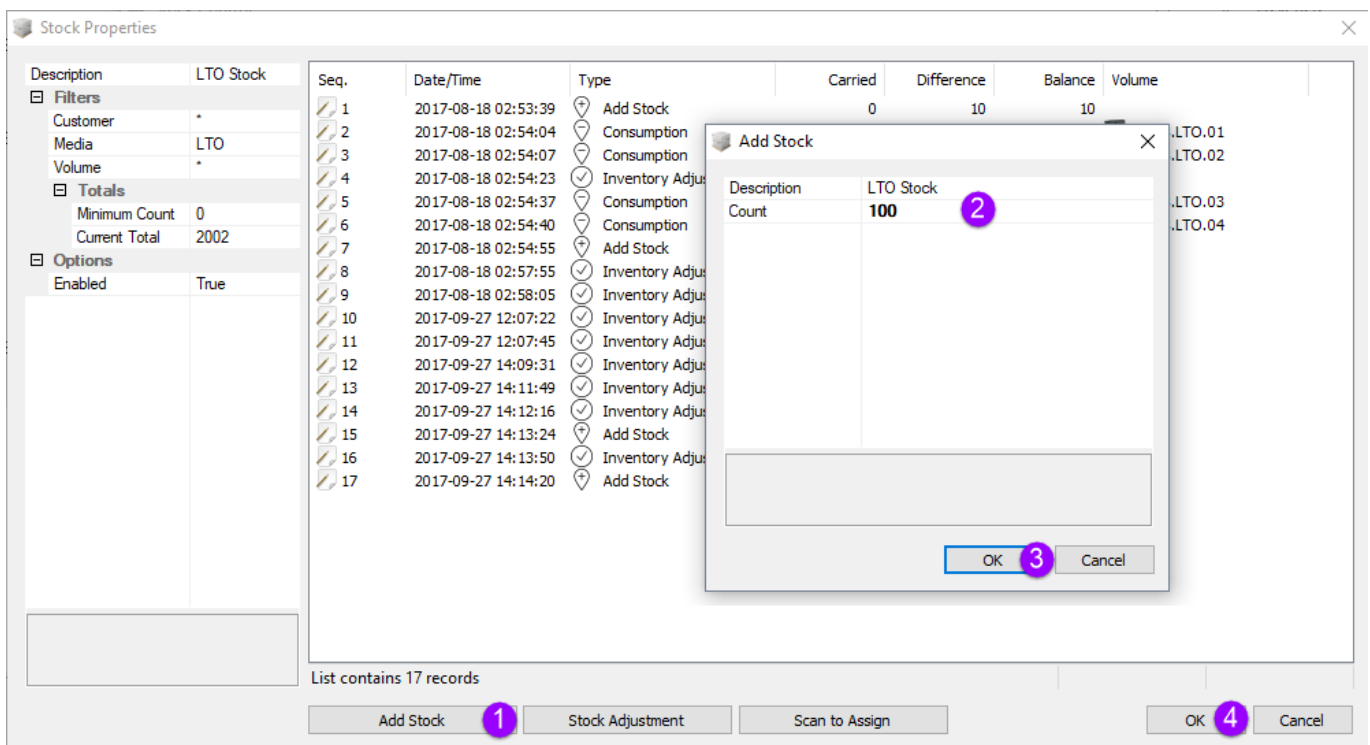 Stock Properties
Description LTO Stock
Filters
Customer *
Media LTO
Volume *
Totals
Minimum Count 0
Current Total 2002
Options
Enabled True
Seq. Date/Time Type Carried Difference Balance Volume
1 2017-08-18 02:53:39 Add Stock 0 10 10
2 2017-08-18 02:54:04 Consumption .LTO.01
3 2017-08-18 02:54:07 Consumption .LTO.02
4 2017-08-18 02:54:23 Inventory Adju
5 2017-08-18 02:54:37 Consumption .LTO.03
6 2017-08-18 02:54:40 Consumption .LTO.04
7 2017-08-18 02:54:55 Add Stock
8 2017-08-18 02:57:55 Inventory Adju
9 2017-08-18 02:58:05 Inventory Adju
10 2017-09-27 12:07:22 Inventory Adju
11 2017-09-27 12:07:45 Inventory Adju
12 2017-09-27 14:09:31 Inventory Adju
13 2017-09-27 14:11:49 Inventory Adju
14 2017-09-27 14:12:16 Inventory Adju
15 2017-09-27 14:13:24 Add Stock
16 2017-09-27 14:13:50 Inventory Adju
17 2017-09-27 14:14:20 Add Stock
Add Stock
Description LTO Stock
Count 100 2
OK 3 Cancel
List contains 17 records
Add Stock 1 Stock Adjustment Scan to Assign OK 4 Cancel